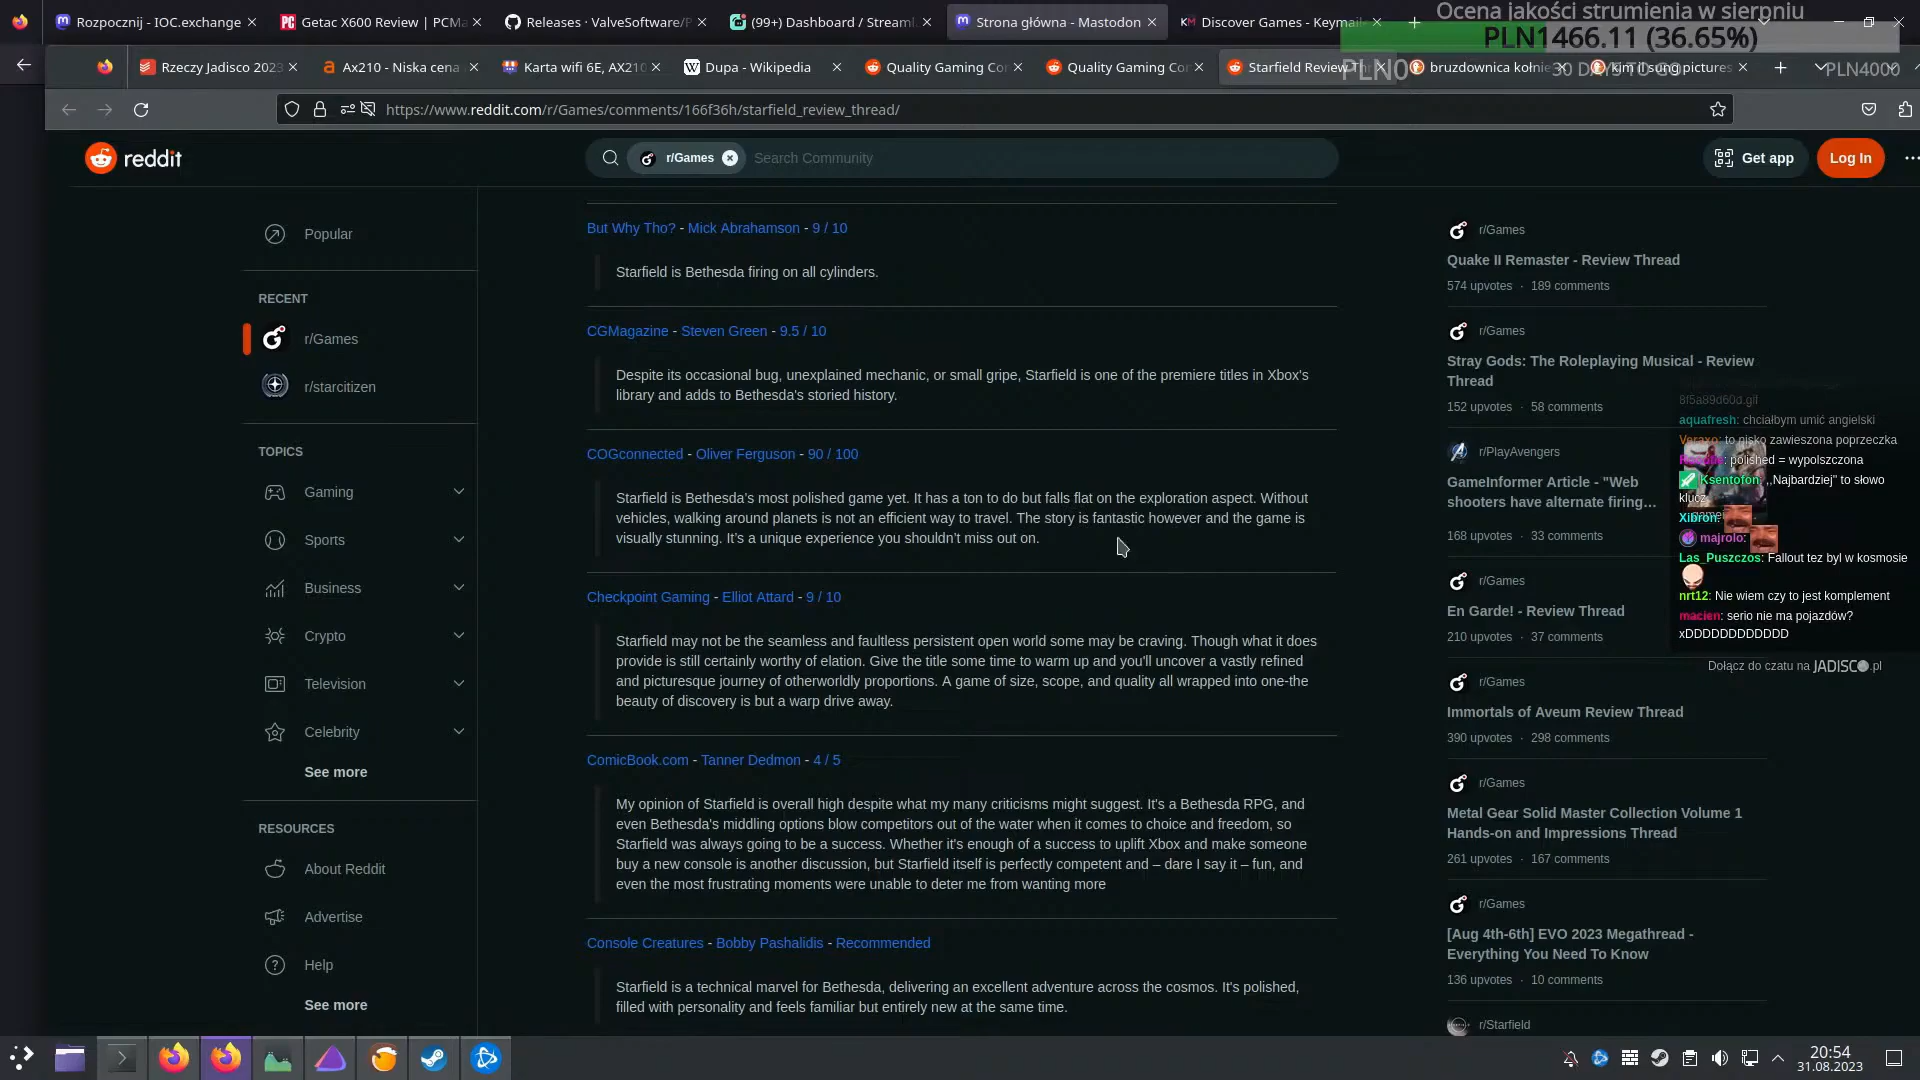 Rozpocznij - IOC.exchange
Getac X600 Review | PCMa
Releases · ValveSoftware/P
(99+) Dashboard / Streaml
Strona główna - Mastodon
Discover Games - Keymail
Ocena jakości strumienia w sierpniu
PLN1466.11 (36.65%)
Rzeczy Jadisco 2023
Ax210 - Niska cena
Karta wifi 6E, AX210
Dupa - Wikipedia
Quality Gaming Co
Quality Gaming Co
Starfield Review Thr
bruzdownica kołnie
kim il sung pictures
PLN0
30 DAYS TO GO
PLN4000
https://www.reddit.com/r/Games/comments/166f36h/starfield_review_thread/
reddit
r/Games
Search Community
Get app
Log In
Popular
RECENT
r/Games
r/starcitizen
TOPICS
Gaming
Sports
Business
Crypto
Television
Celebrity
See more
RESOURCES
About Reddit
Advertise
Help
See more
But Why Tho? - Mick Abrahamson - 9 / 10
Starfield is Bethesda firing on all cylinders.
CGMagazine - Steven Green - 9.5 / 10
Despite its occasional bug, unexplained mechanic, or small gripe, Starfield is one of the premiere titles in Xbox's
library and adds to Bethesda's storied history.
COGconnected - Oliver Ferguson - 90 / 100
Starfield is Bethesda's most polished game yet. It has a ton to do but falls flat on the exploration aspect. Without
vehicles, walking around planets is not an efficient way to travel. The story is fantastic however and the game is
visually stunning. It's a unique experience you shouldn't miss out on.
Checkpoint Gaming - Elliot Attard - 9 / 10
Starfield may not be the seamless and faultless persistent open world some may be craving. Though what it does
provide is still certainly worthy of elation. Give the title some time to warm up and you'll uncover a vastly refined
and picturesque journey of otherworldly proportions. A game of size, scope, and quality all wrapped into one-the
beauty of discovery is but a warp drive away.
ComicBook.com - Tanner Dedmon - 4 / 5
My opinion of Starfield is overall high despite what my many criticisms might suggest. It's a Bethesda RPG, and
even Bethesda's middling options blow competitors out of the water when it comes to choice and freedom, so
Starfield was always going to be a success. Whether it's enough of a success to uplift Xbox and make someone
buy a new console is another discussion, but Starfield itself is perfectly competent and – dare I say it – fun, and
even the most frustrating moments were unable to deter me from wanting more
Console Creatures - Bobby Pashalidis - Recommended
Starfield is a technical marvel for Bethesda, delivering an excellent adventure across the cosmos. It's polished,
filled with personality and feels familiar but entirely new at the same time.
r/Games
Quake II Remaster - Review Thread
574 upvotes · 189 comments
r/Games
Stray Gods: The Roleplaying Musical - Review
Thread
152 upvotes · 58 comments
r/PlayAvengers
GameInformer Article - "Web
shooters have alternate firing...
168 upvotes · 33 comments
r/Games
En Garde! - Review Thread
210 upvotes · 37 comments
r/Games
Immortals of Aveum Review Thread
390 upvotes · 298 comments
r/Games
Metal Gear Solid Master Collection Volume 1
Hands-on and Impressions Thread
261 upvotes · 167 comments
r/Games
[Aug 4th-6th] EVO 2023 Megathread -
Everything You Need To Know
136 upvotes · 10 comments
r/Starfield
8f5a89d60d.gif
aquafresh: chciałbym umić angielski
Veraxo: to nisko zawieszona poprzeczka
polished = wypolszczona
Ksentofon: ,,Najbardziej" to słowo
klucz
Xibron:
majrolo:
Las_Puszczos: Fallout tez byl w kosmosie
nrt12: Nie wiem czy to jest komplement
macien: serio nie ma pojazdów?
xDDDDDDDDDDDD
Dołącz do czatu na JADISCO.pl
20:54
31.08.2023